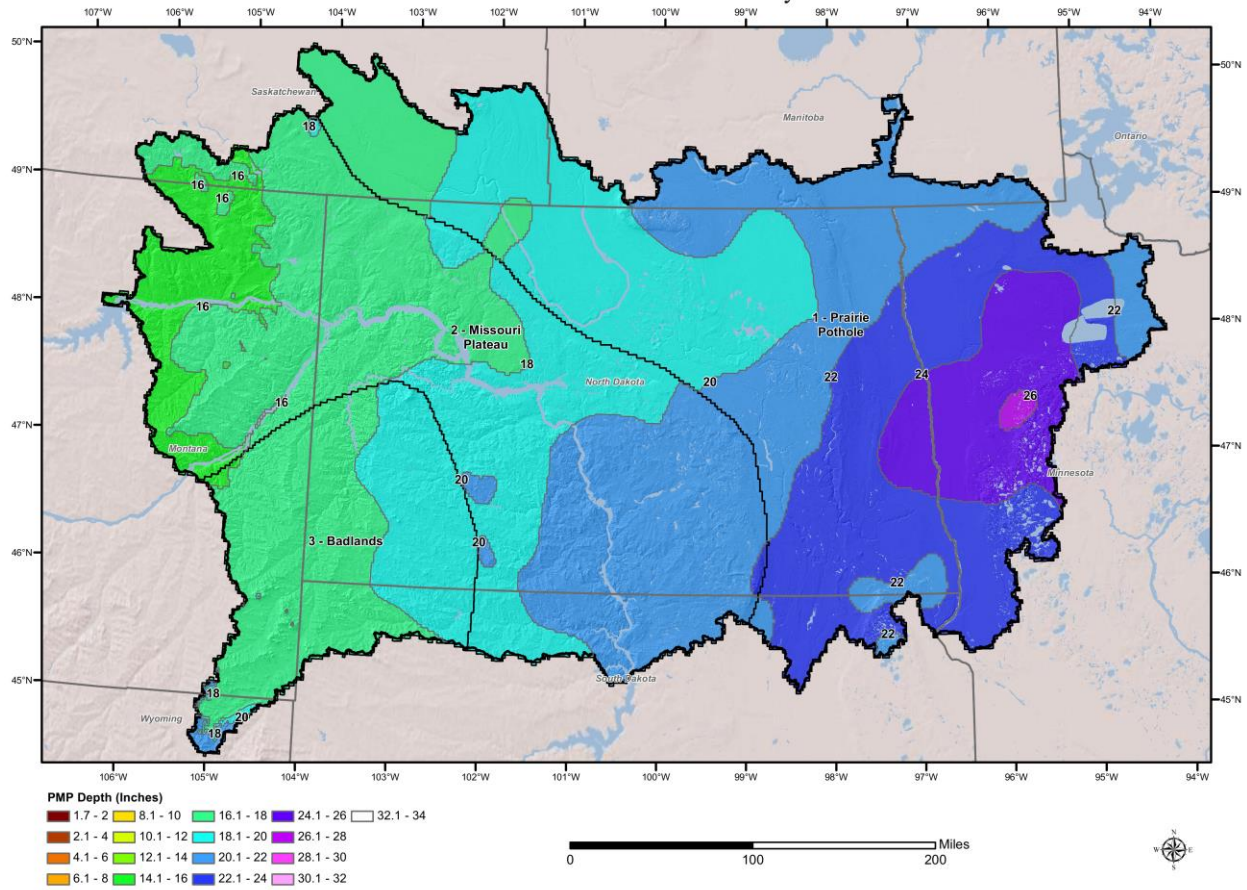 107°W 106°W 105°W 104°W 103°W 102°W 101°W 100°W 99°W 98°W 97°W 96°W 95°W 94°W
50°N 50°N
Saskatchewan
Manitoba
Ontario
18
49°N 49°N
16 16
16
48°N 48°N
16
22
2 - Missouri
Plateau
1 - Prairie
Pothole
18
North Dakota
20
22
24
16
26
47°N 47°N
Montana
Minnesota
20
46°N 46°N
3 - Badlands
20
22
22
45°N 45°N
South Dakota
18
Wyoming
20
18
106°W 105°W 104°W 103°W 102°W 101°W 100°W 99°W 98°W 97°W 96°W 95°W 94°W
PMP Depth (Inches)
1.7 - 2 8.1 - 10 16.1 - 18 24.1 - 26 32.1 - 34
2.1 - 4 10.1 - 12 18.1 - 20 26.1 - 28
4.1 - 6 12.1 - 14 20.1 - 22 28.1 - 30
6.1 - 8 14.1 - 16 22.1 - 24 30.1 - 32
Miles
0 100 200
N
W E
S